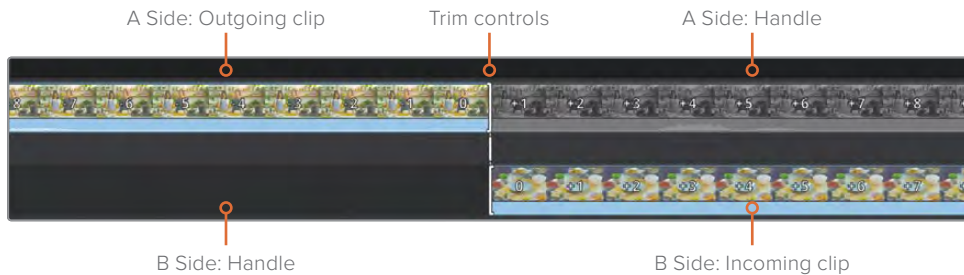 A Side: Outgoing clip Trim controls A Side: Handle
8 -7 -6 -5 -4 -3 -2 -1 0 +1 +2 +3 +4 +5 +6 +7 +8
0 +1 +2 +3 +4 +5 +6 +7
B Side: Handle B Side: Incoming clip